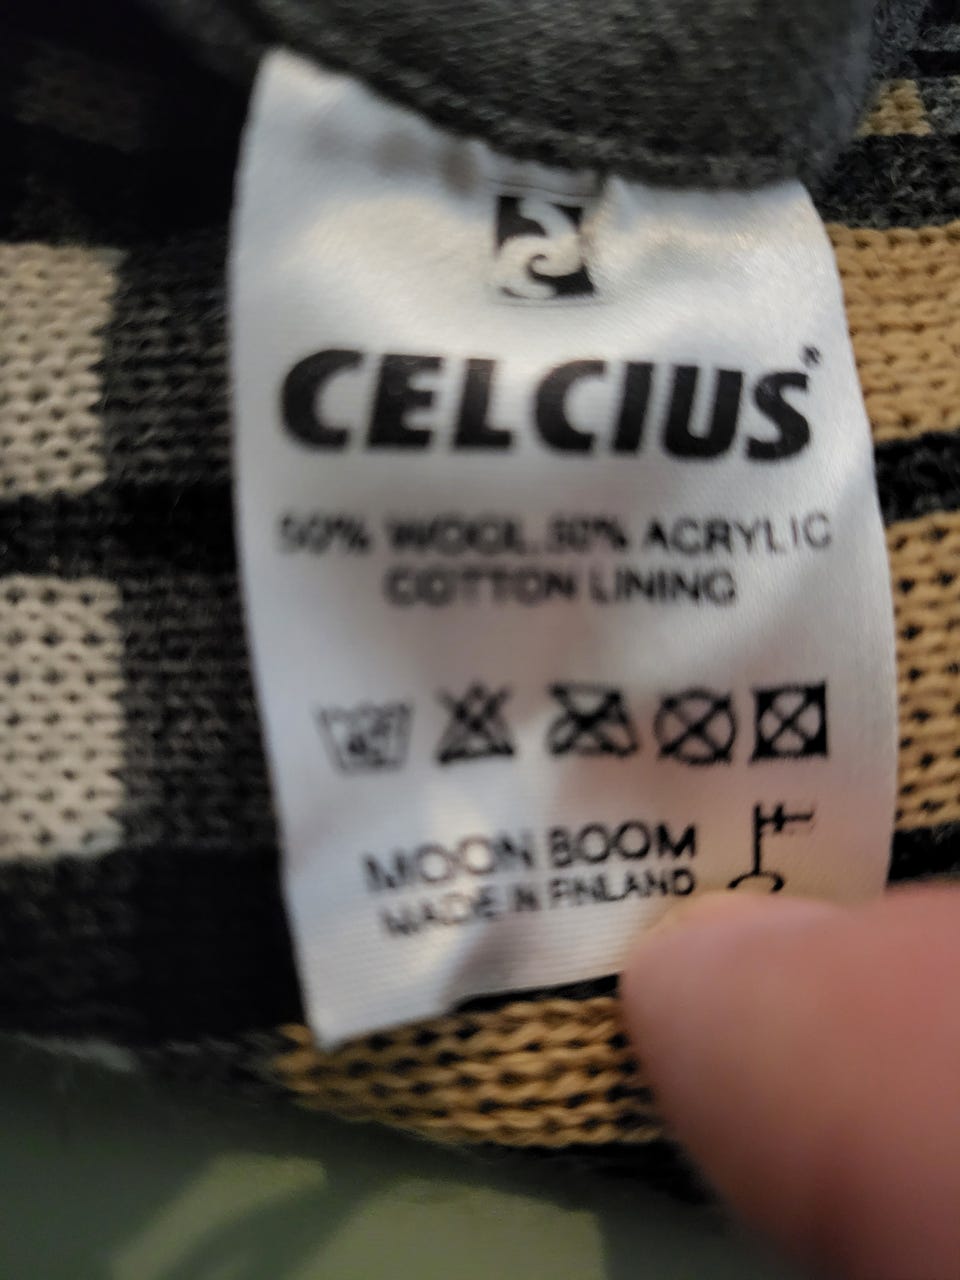 CELCIUS®
50% WOOL 50% ACRYLIC
COTTON LINING
MOON BOOM
MADE IN FINLAND